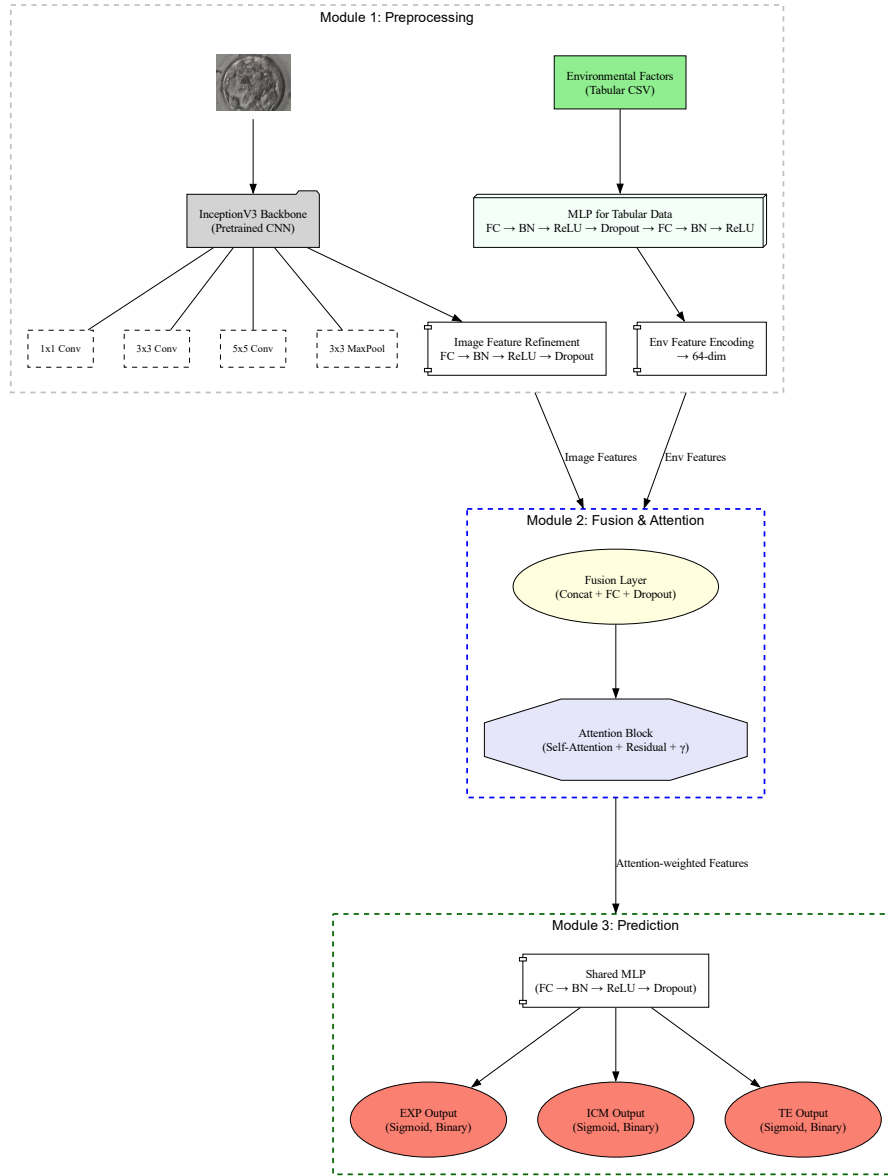 Module 1: Preprocessing
Environmental Factors
(Tabular CSV)
InceptionV3 Backbone
(Pretrained CNN)
MLP for Tabular Data
FC → BN → ReLU → Dropout → FC → BN → ReLU
1x1 Conv
3x3 Conv
5x5 Conv
3x3 MaxPool
Image Feature Refinement
FC → BN → ReLU → Dropout
Env Feature Encoding
→ 64-dim
Image Features
Env Features
Module 2: Fusion & Attention
Fusion Layer
(Concat + FC + Dropout)
Attention Block
(Self-Attention + Residual + γ)
Attention-weighted Features
Module 3: Prediction
Shared MLP
(FC → BN → ReLU → Dropout)
EXP Output
(Sigmoid, Binary)
ICM Output
(Sigmoid, Binary)
TE Output
(Sigmoid, Binary)